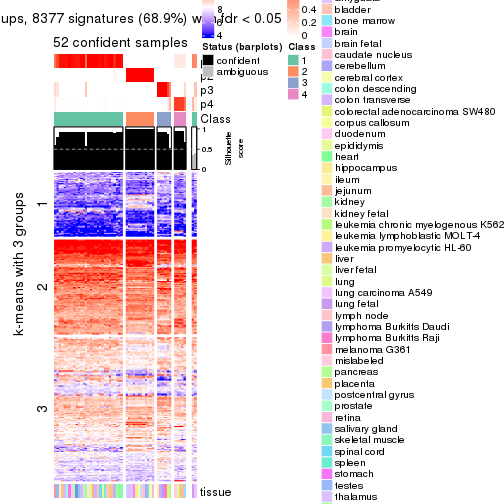 ups, 8377 signatures (68.9%) w fdr < 0.05
52 confident samples
p3
p4
Class
1
0.5
0
Silhouette
score
k-means with 3 groups
1
2
3
tissue
8
6
4
Status (barplots)
confident
ambiguous
0.4
0.2
0
Class
1
2
3
4
bladder
bone marrow
brain
brain fetal
caudate nucleus
cerebellum
cerebral cortex
colon descending
colon transverse
colorectal adenocarcinoma SW480
corpus callosum
duodenum
epididymis
heart
hippocampus
ileum
jejunum
kidney
kidney fetal
leukemia chronic myelogenous K562
leukemia lymphoblastic MOLT-4
leukemia promyelocytic HL-60
liver
liver fetal
lung
lung carcinoma A549
lung fetal
lymph node
lymphoma Burkitts Daudi
lymphoma Burkitts Raji
melanoma G361
mislabeled
pancreas
placenta
postcentral gyrus
prostate
retina
salivary gland
skeletal muscle
spinal cord
spleen
stomach
testes
thalamus